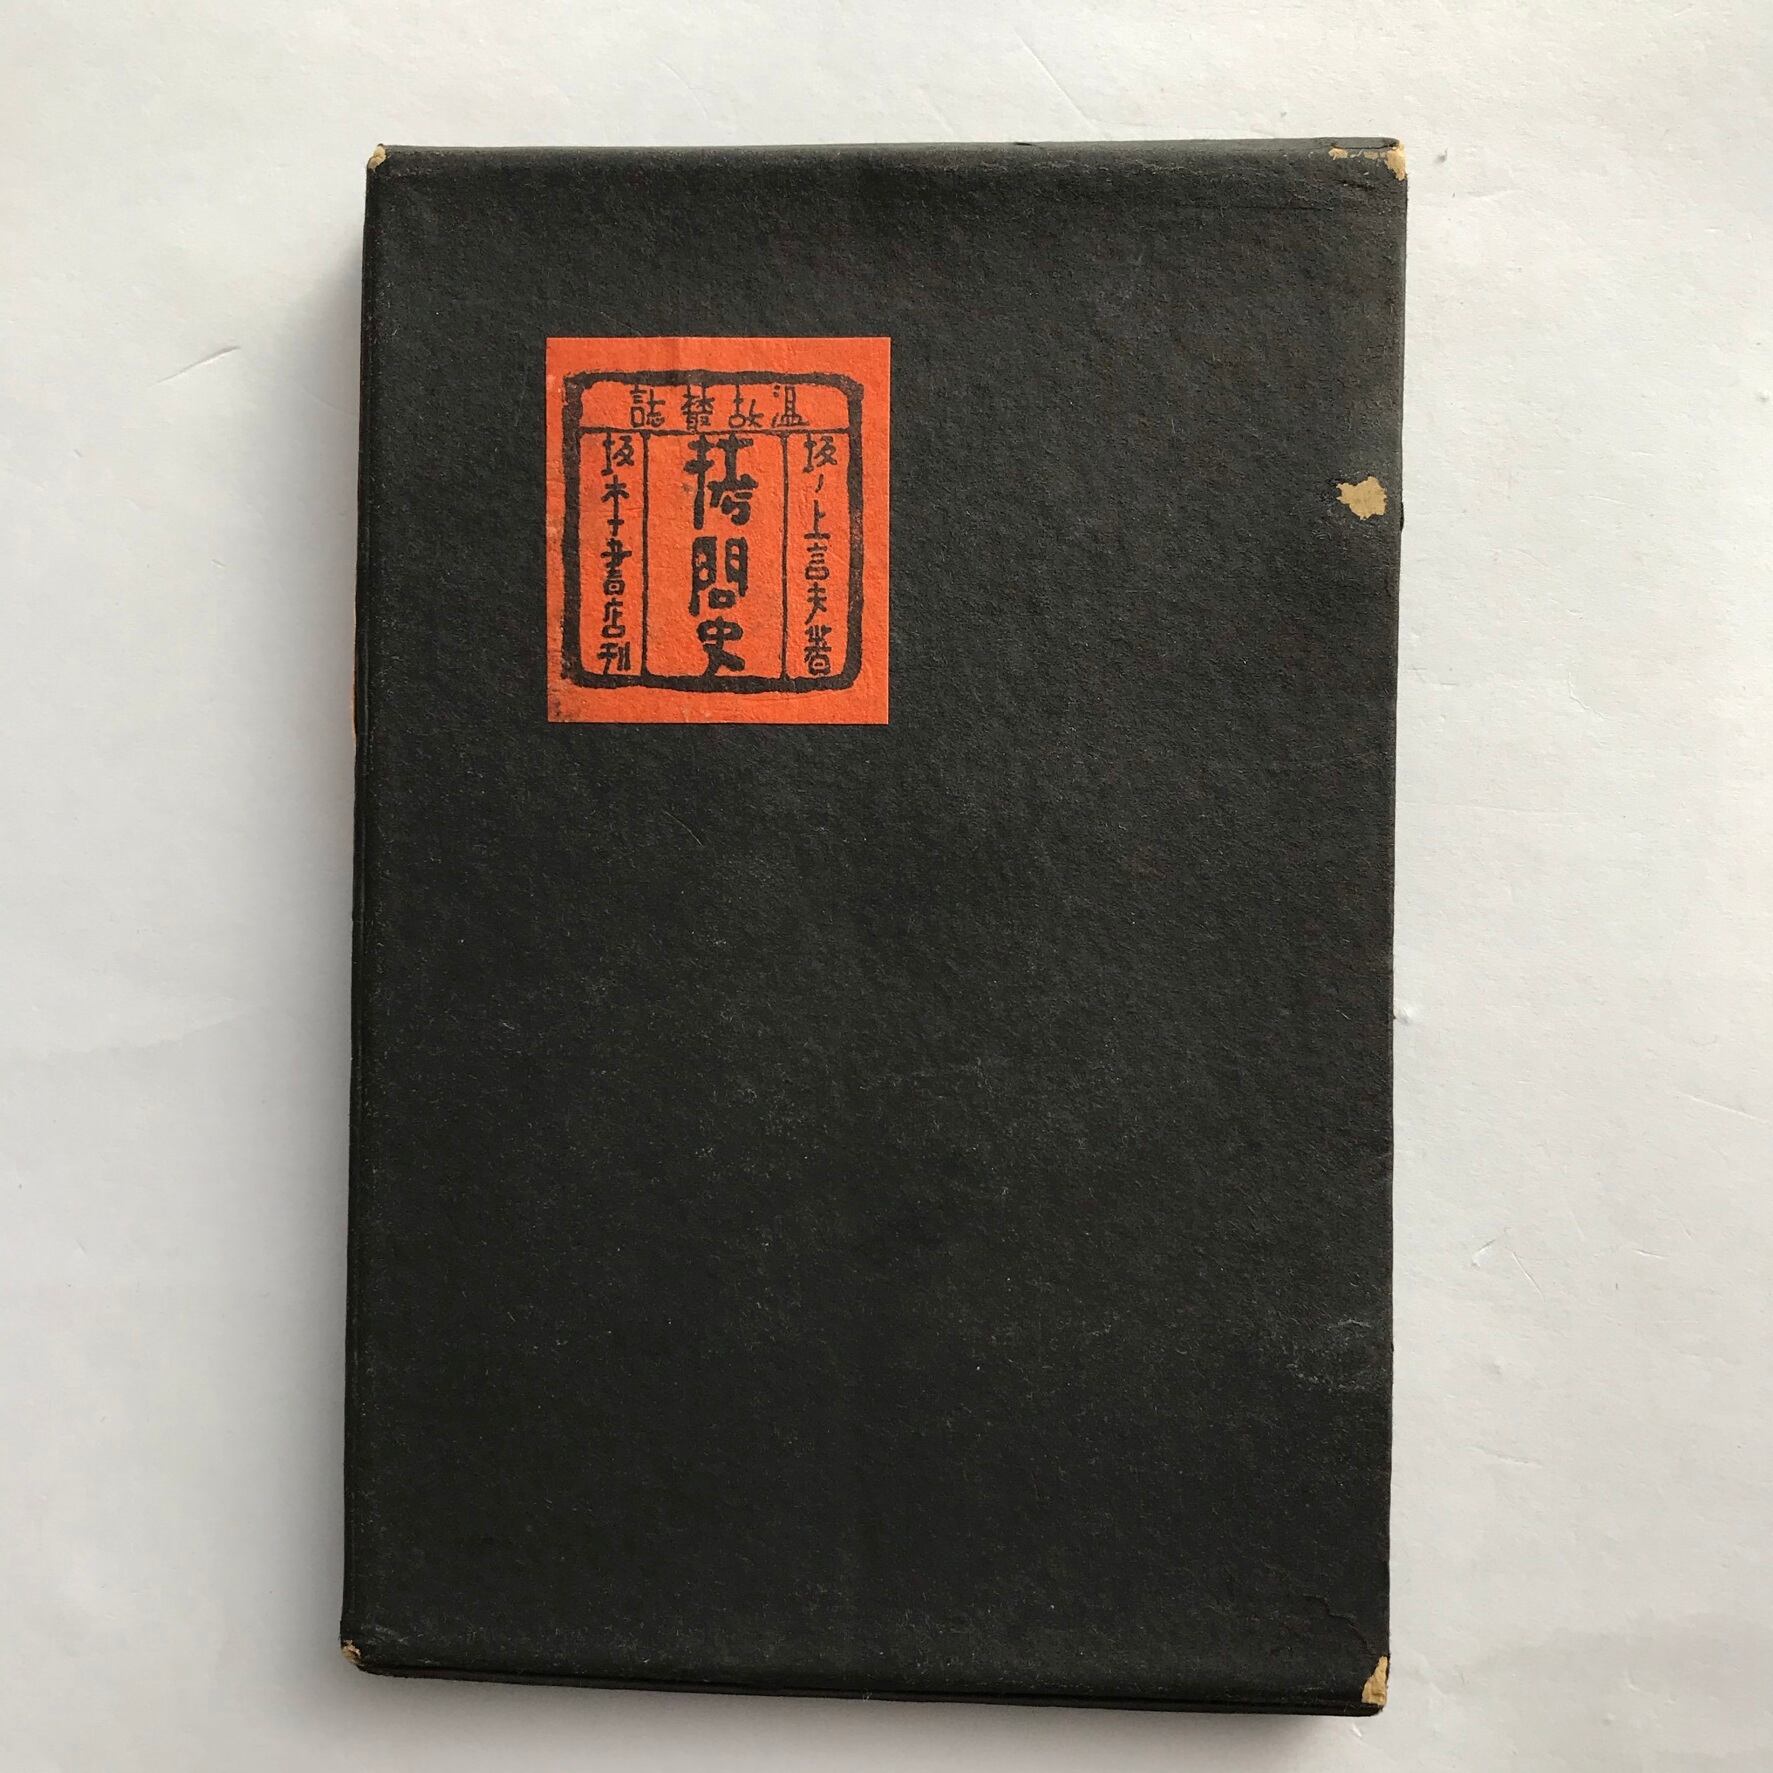 温故叢誌
坂ノ上言夫著
拷問史
坂本書店刊